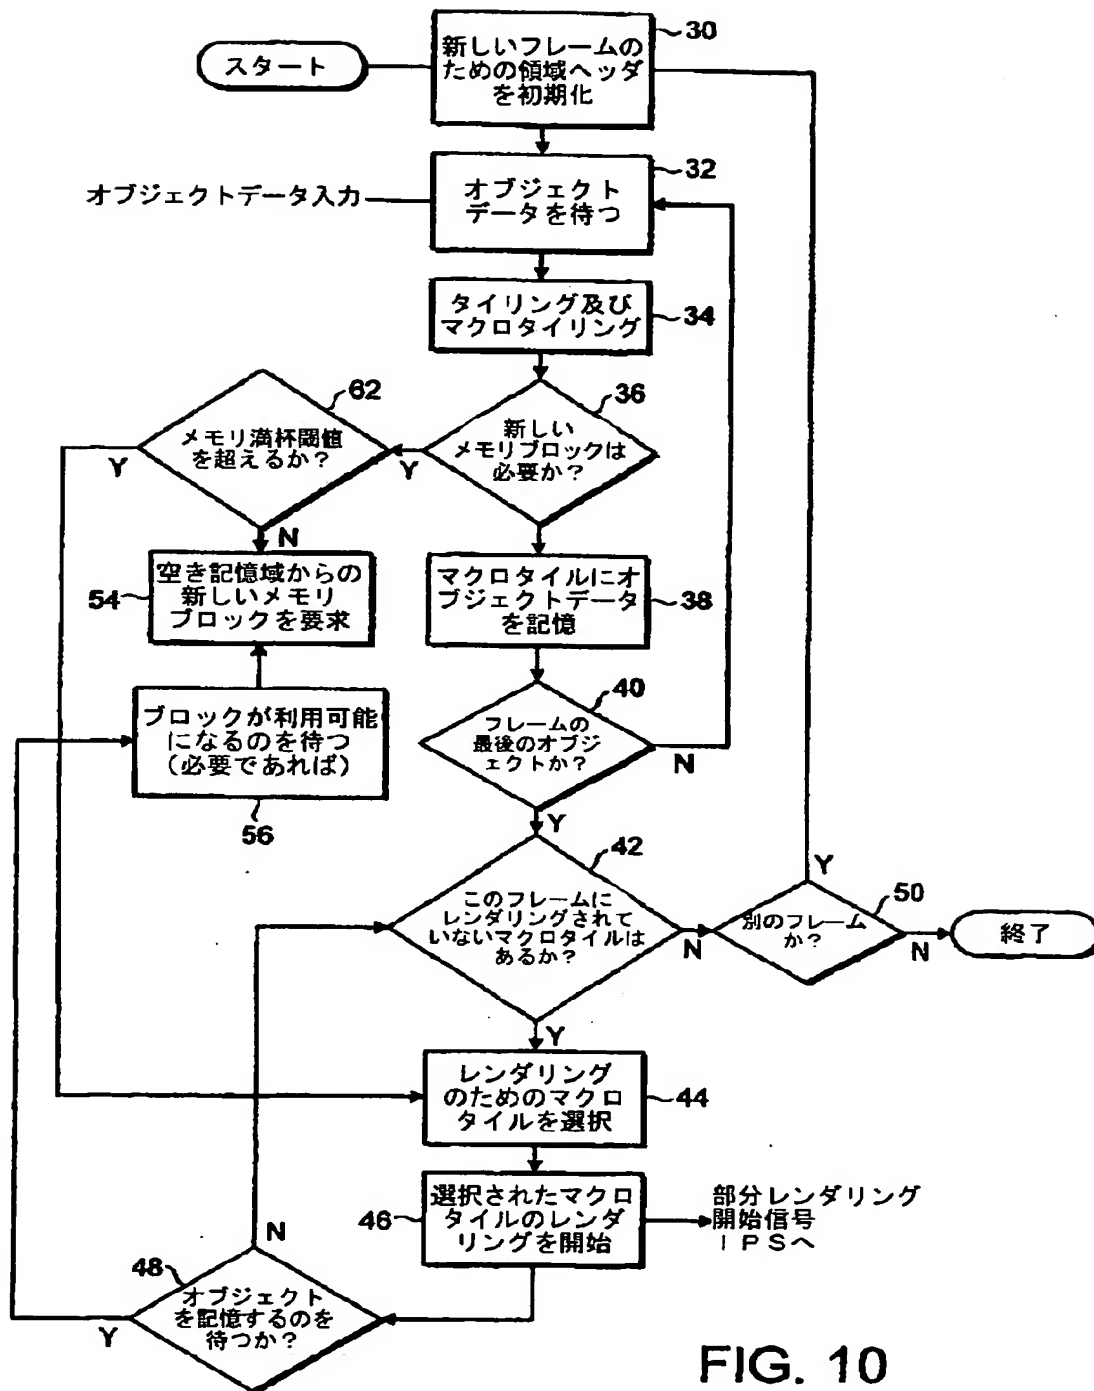 30
スタート
新しいフレームの
ための領域ヘッダ
を初期化
32
オブジェクトデータ入力
オブジェクト
データを待つ
タイリング及び
マクロタイリング
34
62
36
メモリ満杯閾値
を超えるか?
Y
新しい
メモリブロックは
必要か?
Y
N
54
空き記憶域からの
新しいメモリ
ブロックを要求
マクロタイルにオ
ブジェクトデータ
を記憶
38
40
ブロックが利用可能
になるのを待つ
(必要であれば)
56
フレームの
最後のオブジ
ェクトか?
N
Y
42
このフレームに
レンダリングされて
いないマクロタイルは
あるか?
N
Y
Y
50
別のフレーム
か?
N
終了
レンダリング
のためのマクロ
タイルを選択
44
46
選択されたマクロ
タイルのレンダ
リングを開始
部分レンダリング
開始信号
IPSへ
N
48
オブジェクト
を記憶するのを
待つか?
Y
FIG. 10